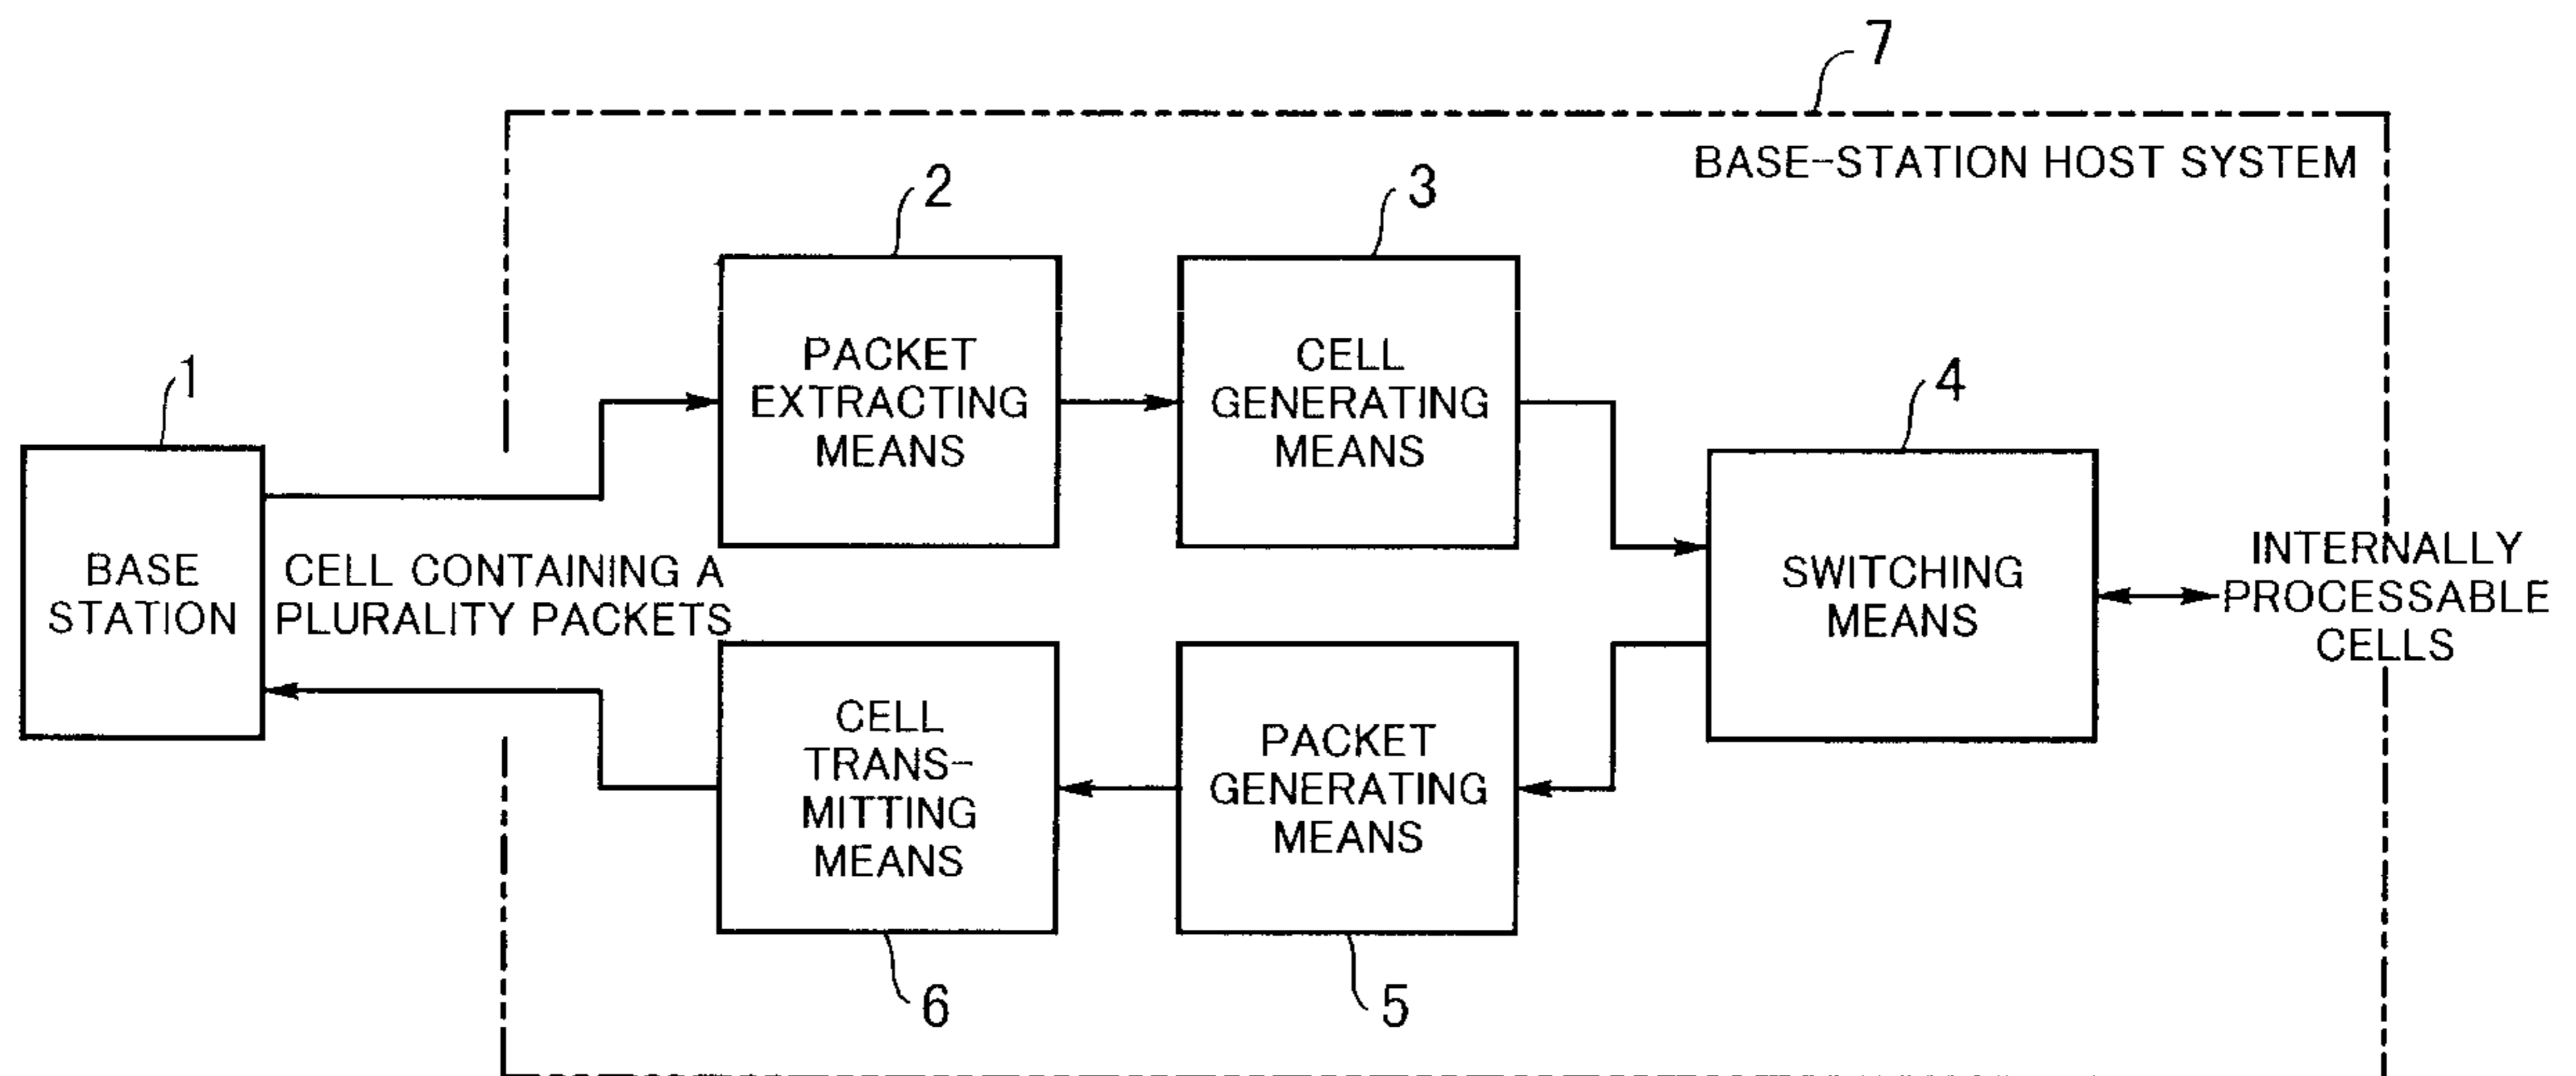 7
BASE-STATION HOST SYSTEM
2
3
PACKET
EXTRACTING
MEANS
CELL
GENERATING
MEANS
1
4
BASE
STATION
CELL CONTAINING A
PLURALITY PACKETS
SWITCHING
MEANS
INTERNALLY
PROCESSABLE
CELLS
CELL
TRANS-
MITTING
MEANS
PACKET
GENERATING
MEANS
6
5